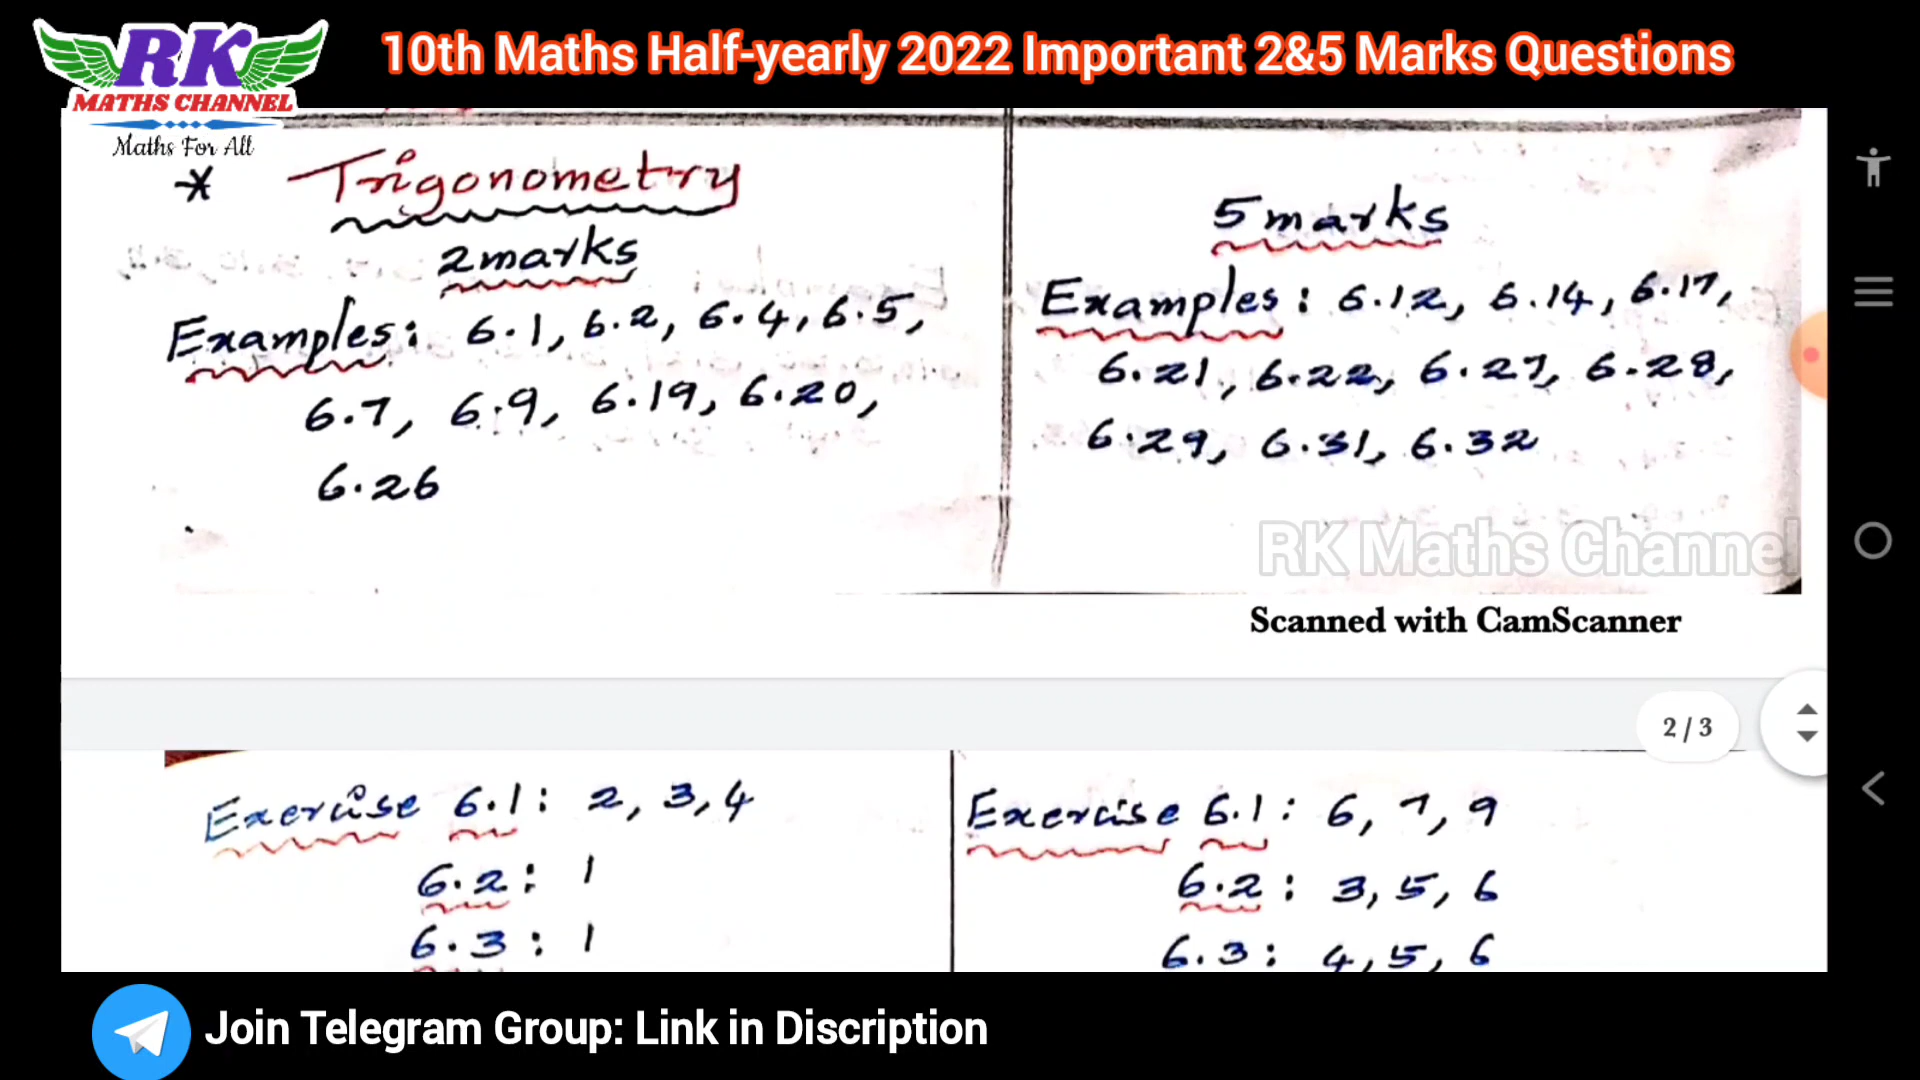 RK
MATHS CHANNEL
Maths For All
10th Maths Half-yearly 2022 Important 2&5 Marks Questions
* Trigonometry
2marks
Examples: 6.1, 6.2, 6.4, 6.5,
6.7, 6.9, 6.19, 6.20,
6.26
5 marks
Examples: 6.12, 6.14, 6.17,
6.21, 6.22, 6.27, 6.28,
6.29, 6.31, 6.32
RK Maths Channel
Scanned with CamScanner
2/3
Exercise 6.1: 2, 3, 4
6.2: 1
6.3: 1
Exercise 6.1: 6, 7, 9
6.2: 3, 5, 6
6.3: 4, 5, 6
Join Telegram Group: Link in Discription